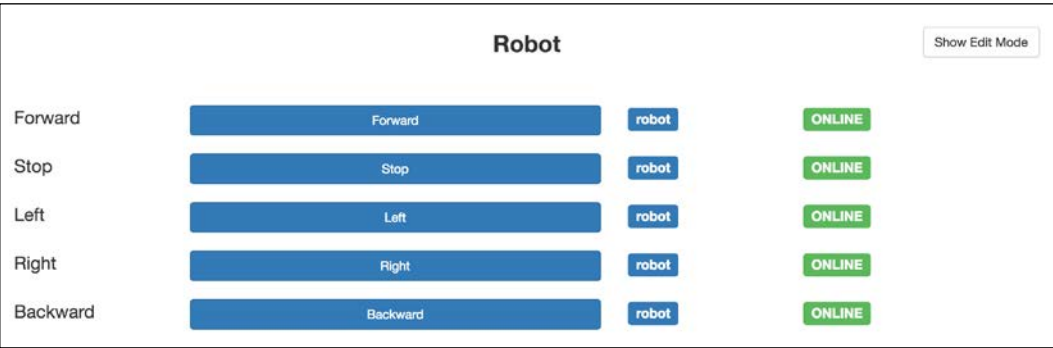 Robot
Show Edit Mode
Forward Forward robot ONLINE
Stop Stop robot ONLINE
Left Left robot ONLINE
Right Right robot ONLINE
Backward Backward robot ONLINE